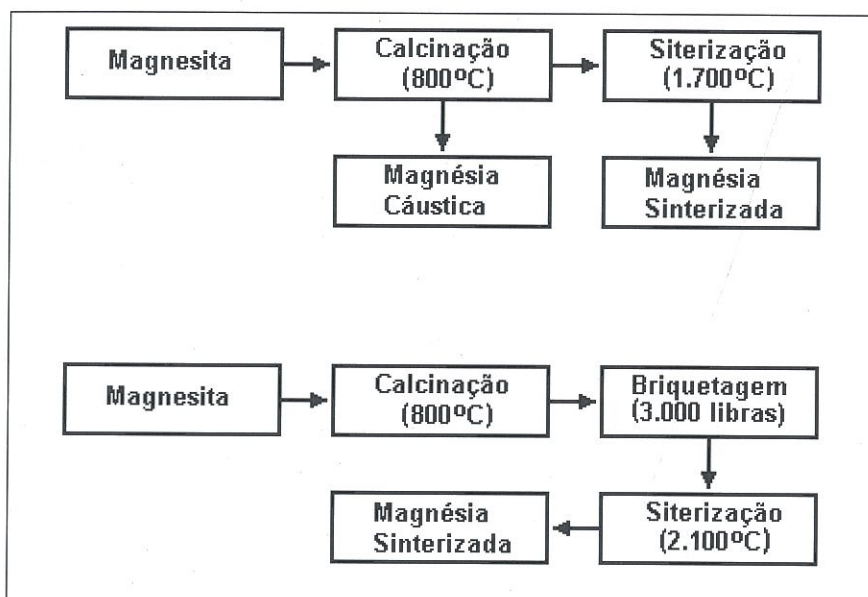 Magnesita
Calcinação
(800ºC)
Siterização
(1.700ºC)
Magnésia
Cáustica
Magnésia
Sinterizada
Magnesita
Calcinação
(800ºC)
Briquetagem
(3.000 libras)
Magnésia
Sinterizada
Siterização
(2.100ºC)